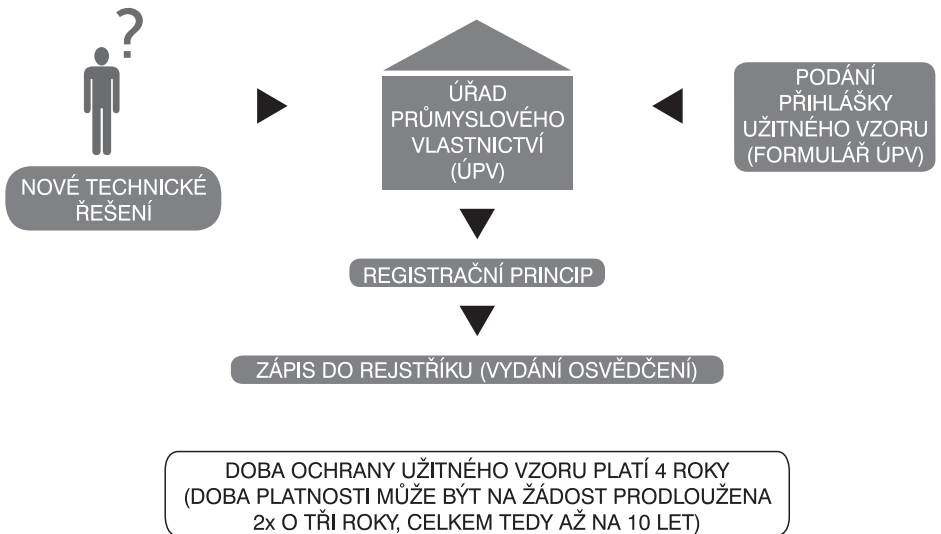 ?
NOVÉ TECHNICKÉ
ŘEŠENÍ
ÚŘAD
PRŮMYSLOVÉHO
VLASTNICTVÍ
(ÚPV)
PODÁNÍ
PŘIHLÁŠKY
UŽITNÉHO VZORU
(FORMULÁŘ ÚPV)
REGISTRAČNÍ PRINCIP
ZÁPIS DO REJSTŘÍKU (VYDÁNÍ OSVĚDČENÍ)
DOBA OCHRANY UŽITNÉHO VZORU PLATÍ 4 ROKY
(DOBA PLATNOSTI MŮŽE BÝT NA ŽÁDOST PRODLOUŽENA
2x O TŘI ROKY, CELKEM TEDY AŽ NA 10 LET)